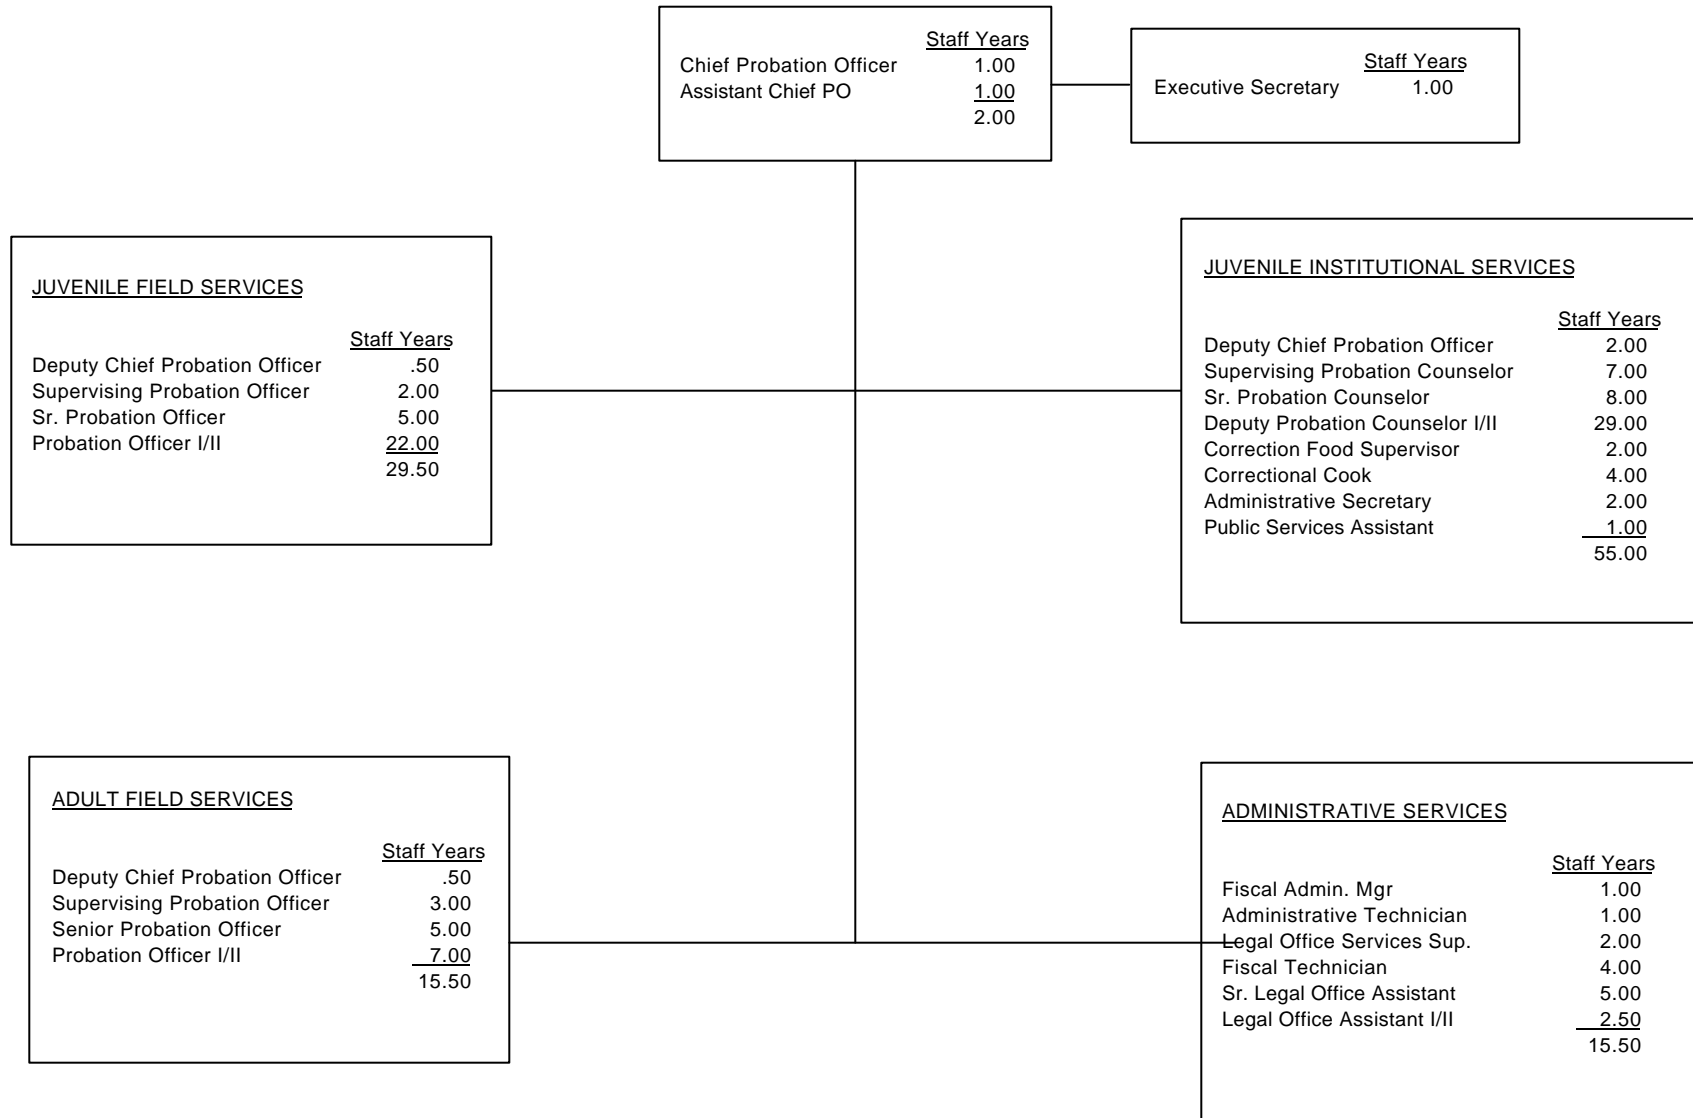 Staff Years
Chief Probation Officer 1.00
Assistant Chief PO 1.00
2.00
Staff Years
Executive Secretary 1.00
JUVENILE FIELD SERVICES
Staff Years
Deputy Chief Probation Officer .50
Supervising Probation Officer 2.00
Sr. Probation Officer 5.00
Probation Officer I/II 22.00
29.50
JUVENILE INSTITUTIONAL SERVICES
Staff Years
Deputy Chief Probation Officer 2.00
Supervising Probation Counselor 7.00
Sr. Probation Counselor 8.00
Deputy Probation Counselor I/II 29.00
Correction Food Supervisor 2.00
Correctional Cook 4.00
Administrative Secretary 2.00
Public Services Assistant 1.00
55.00
ADULT FIELD SERVICES
Staff Years
Deputy Chief Probation Officer .50
Supervising Probation Officer 3.00
Senior Probation Officer 5.00
Probation Officer I/II 7.00
15.50
ADMINISTRATIVE SERVICES
Staff Years
Fiscal Admin. Mgr 1.00
Administrative Technician 1.00
Legal Office Services Sup. 2.00
Fiscal Technician 4.00
Sr. Legal Office Assistant 5.00
Legal Office Assistant I/II 2.50
15.50